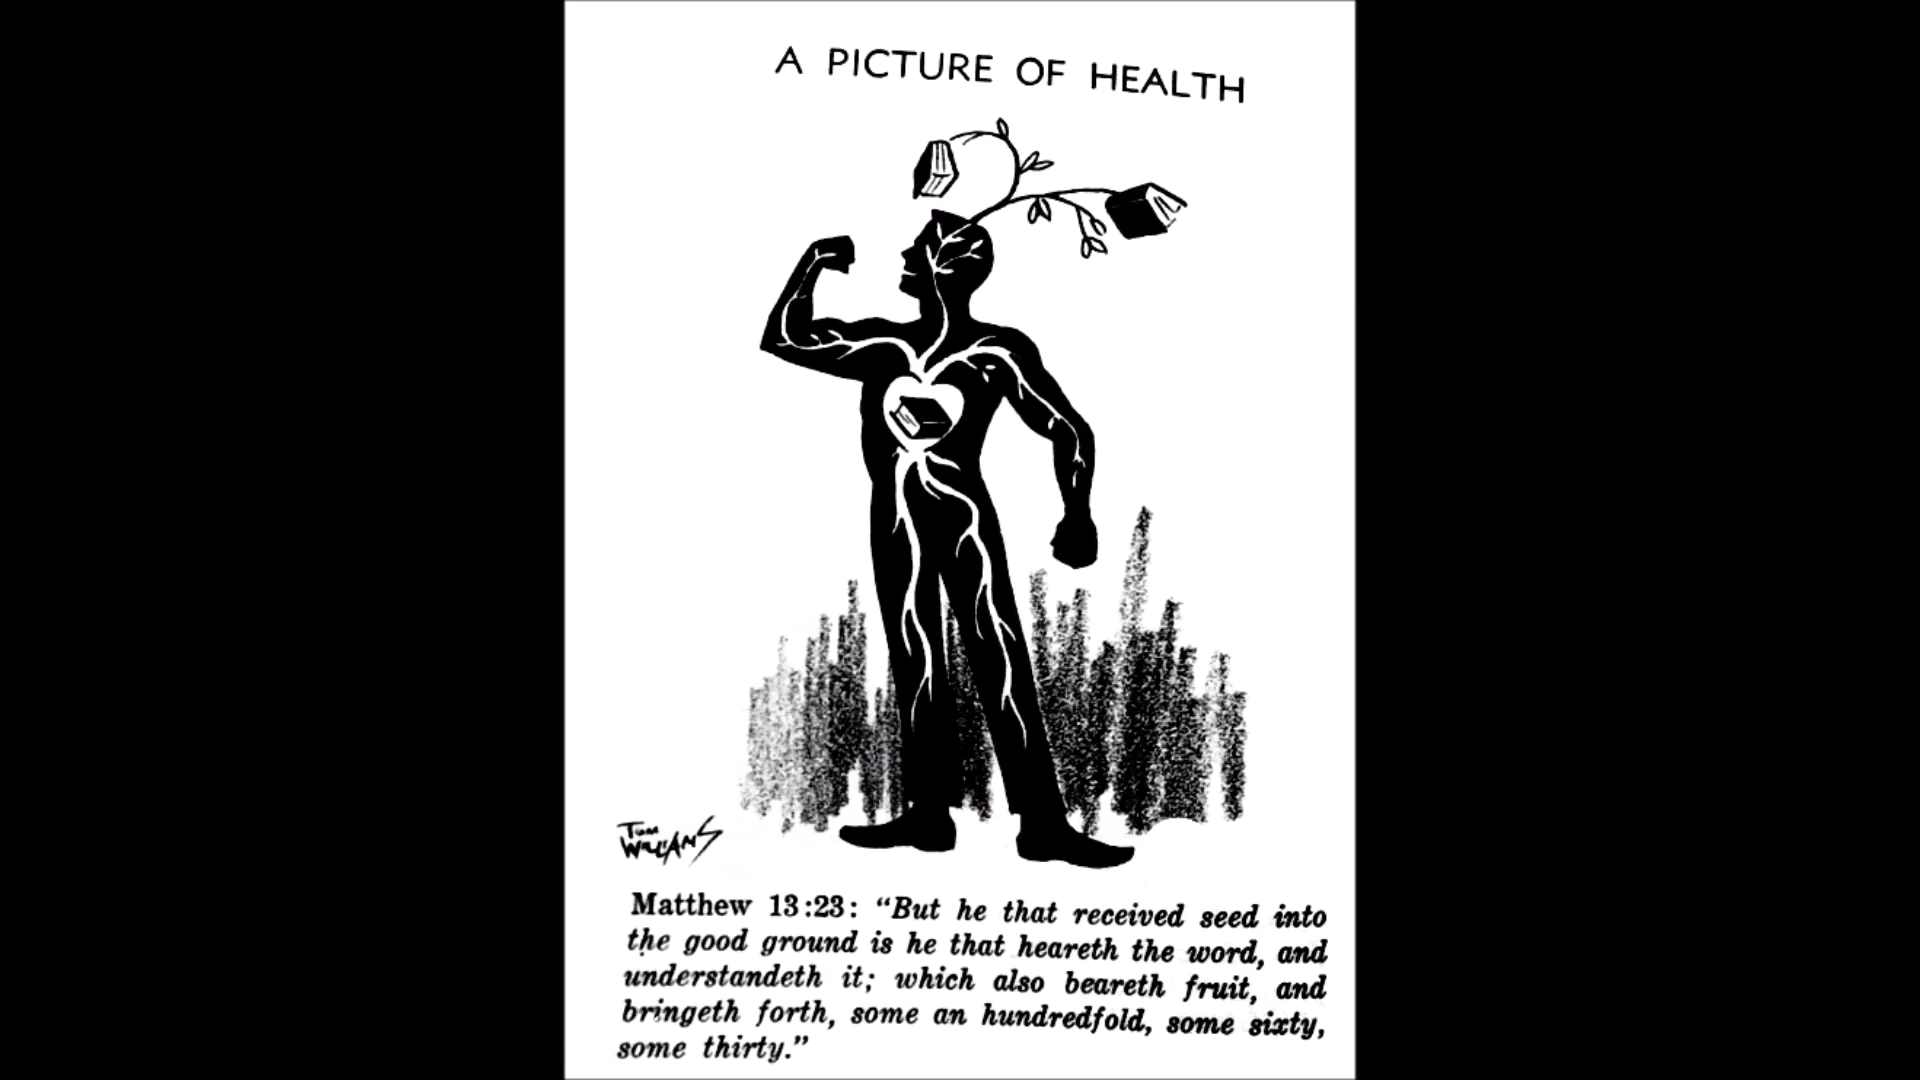 A PICTURE OF HEALTH
Tom
Williams
Matthew 13:23: “But he that received seed into
the good ground is he that heareth the word, and
understandeth it; which also beareth fruit, and
bringeth forth, some an hundredfold, some sixty,
some thirty.”